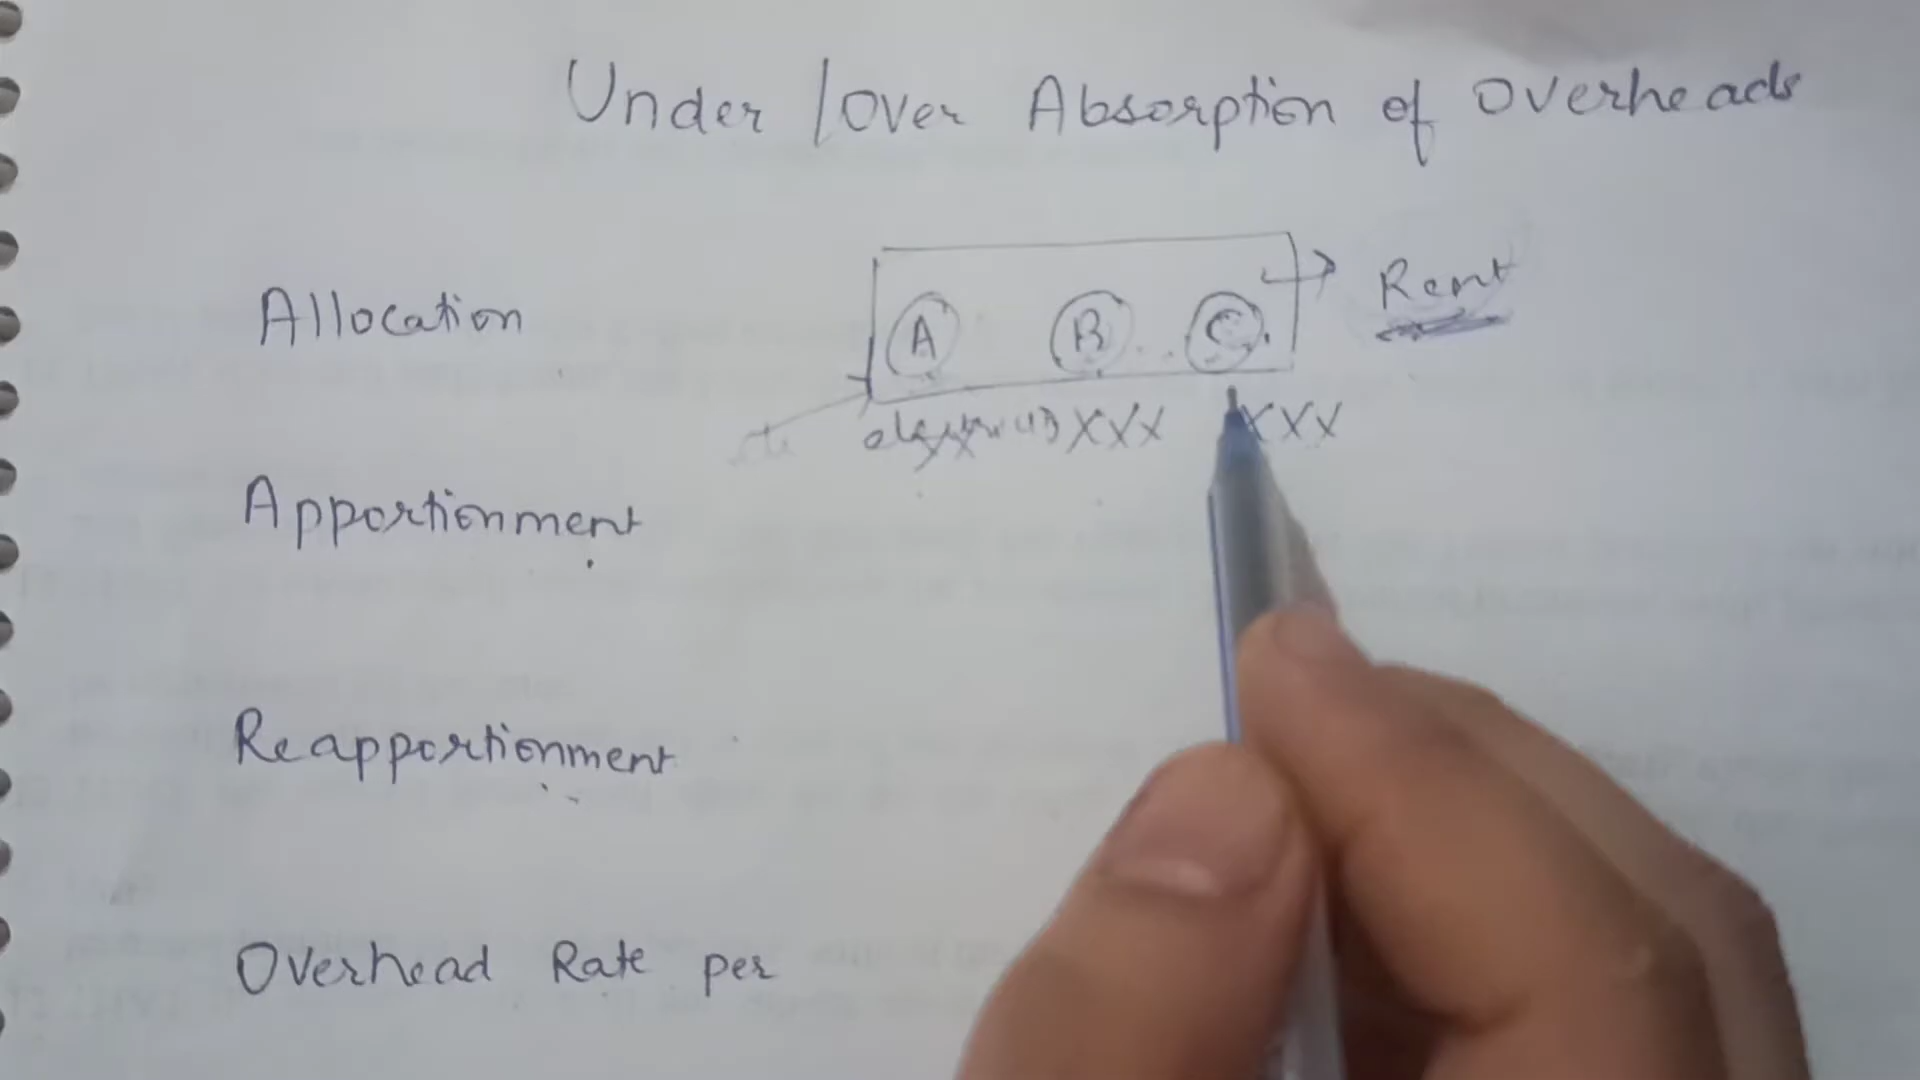 Under / Over Absorption of Overheads
Allocation
A B C
Rent
XXX XXX
Apportionment
Reapportionment
Overhead Rate per